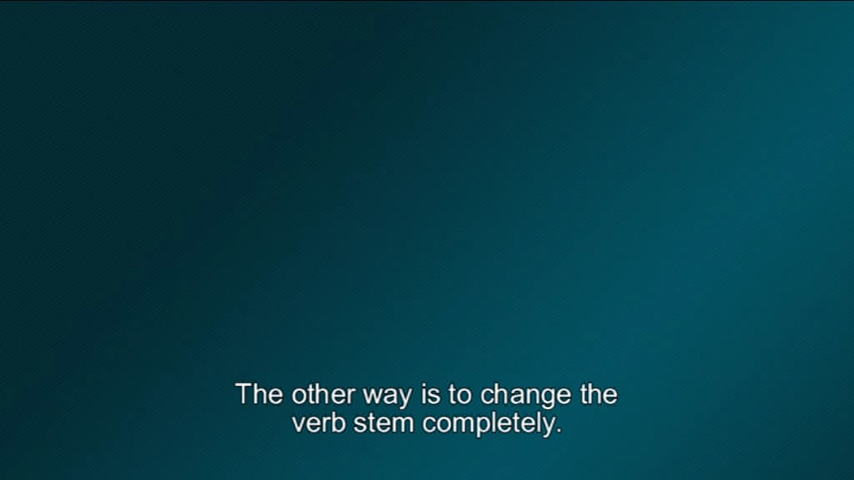 The other way is to change the
verb stem completely.